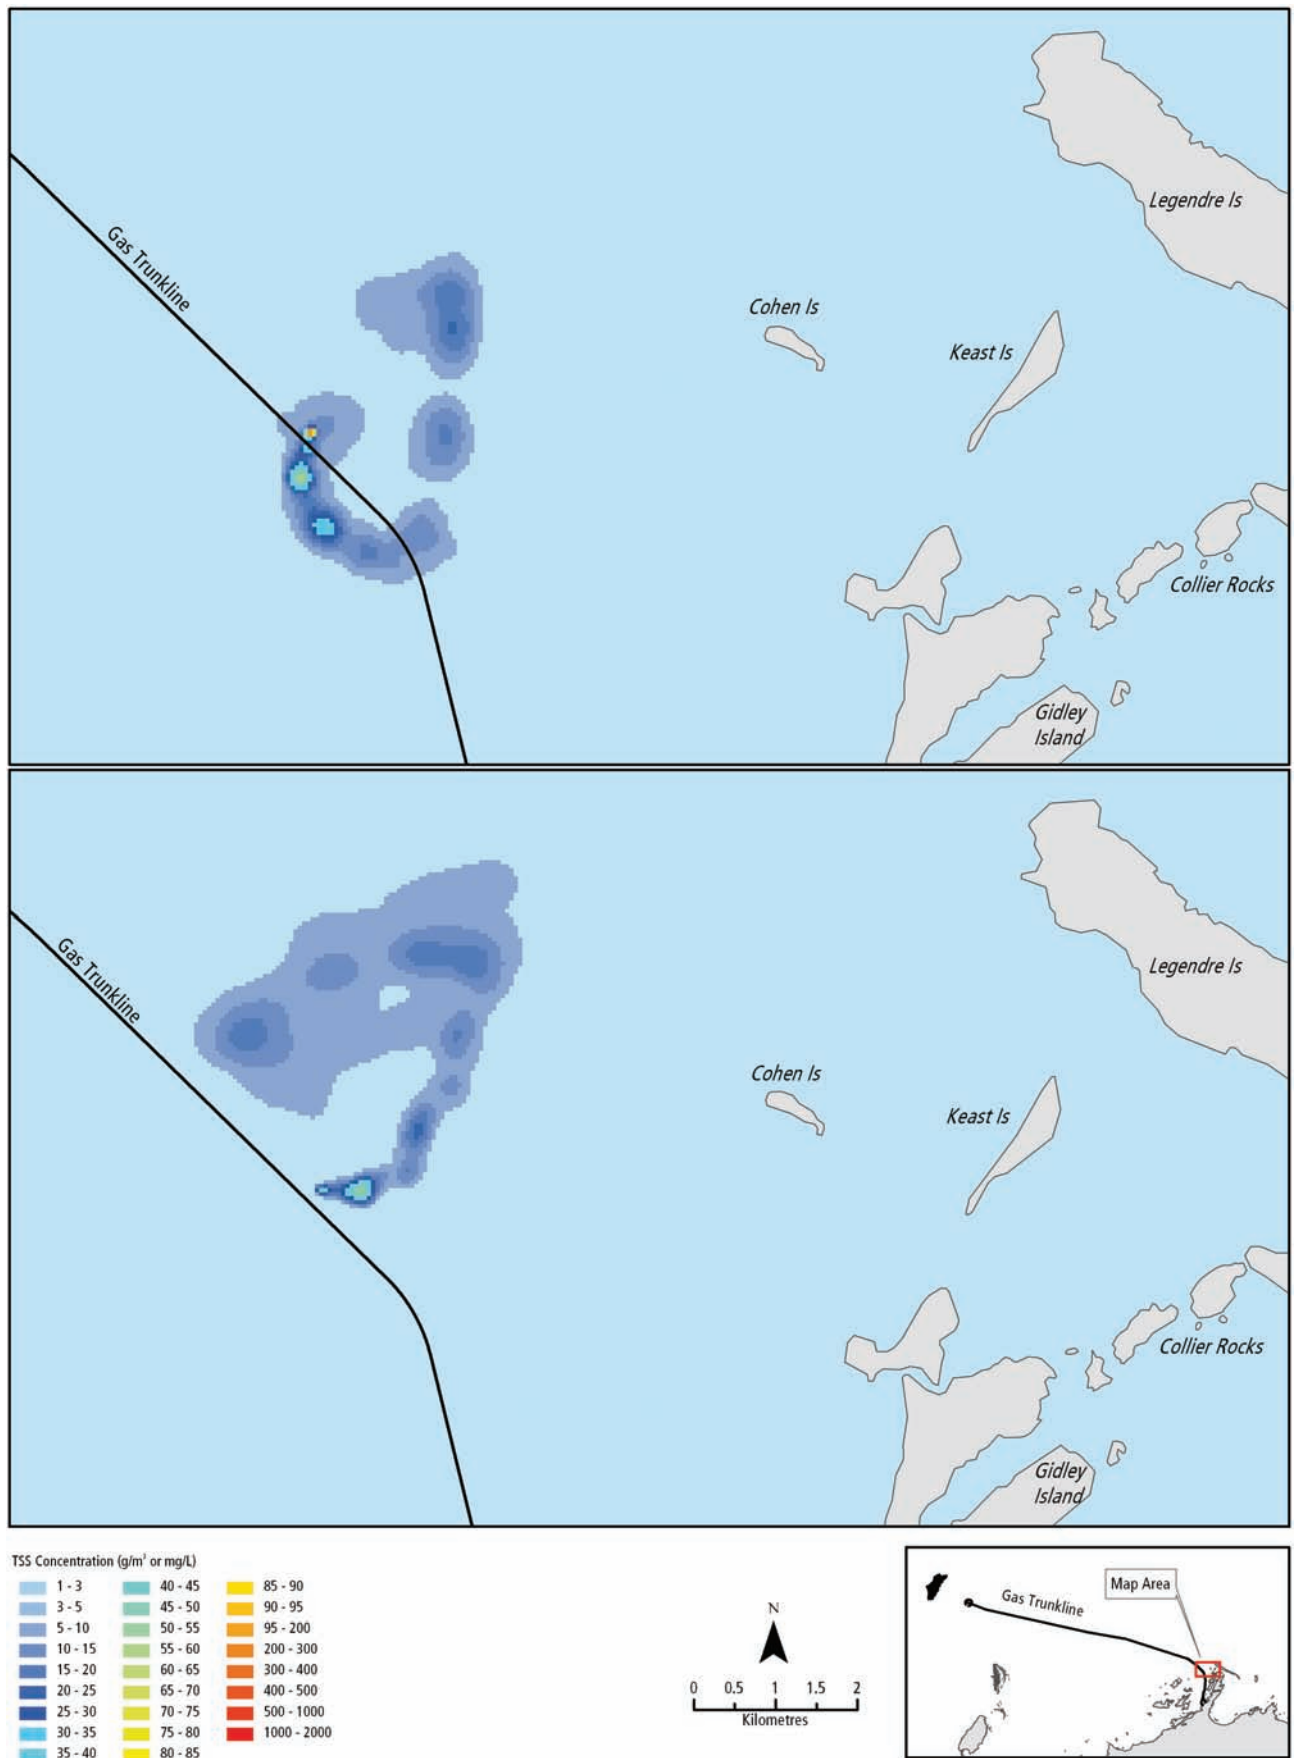 Legendre Is
Gas Trunkline
Cohen Is
Keast Is
Collier Rocks
Gidley
Island
Legendre Is
Gas Trunkline
Cohen Is
Keast Is
Collier Rocks
Gidley
Island
TSS Concentration (g/m³ or mg/L)
1 - 3
3 - 5
5 - 10
10 - 15
15 - 20
20 - 25
25 - 30
30 - 35
35 - 40
40 - 45
45 - 50
50 - 55
55 - 60
60 - 65
65 - 70
70 - 75
75 - 80
80 - 85
85 - 90
90 - 95
95 - 200
200 - 300
300 - 400
400 - 500
500 - 1000
1000 - 2000
N
0 0.5 1 1.5 2
Kilometres
Map Area
Gas Trunkline